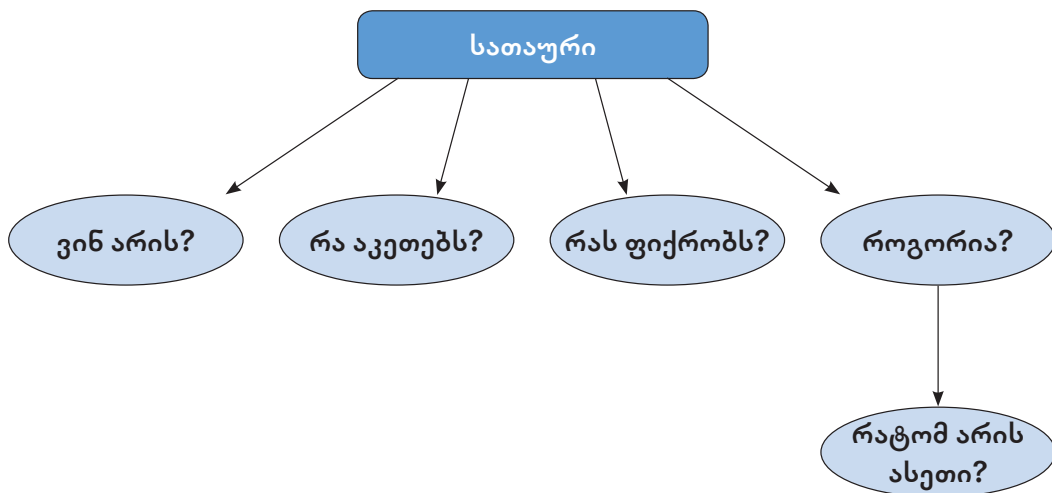 სათაური
ვინ არის?
რა აკეთებს?
რას ფიქრობს?
როგორია?
რატომ არის
ასეთი?